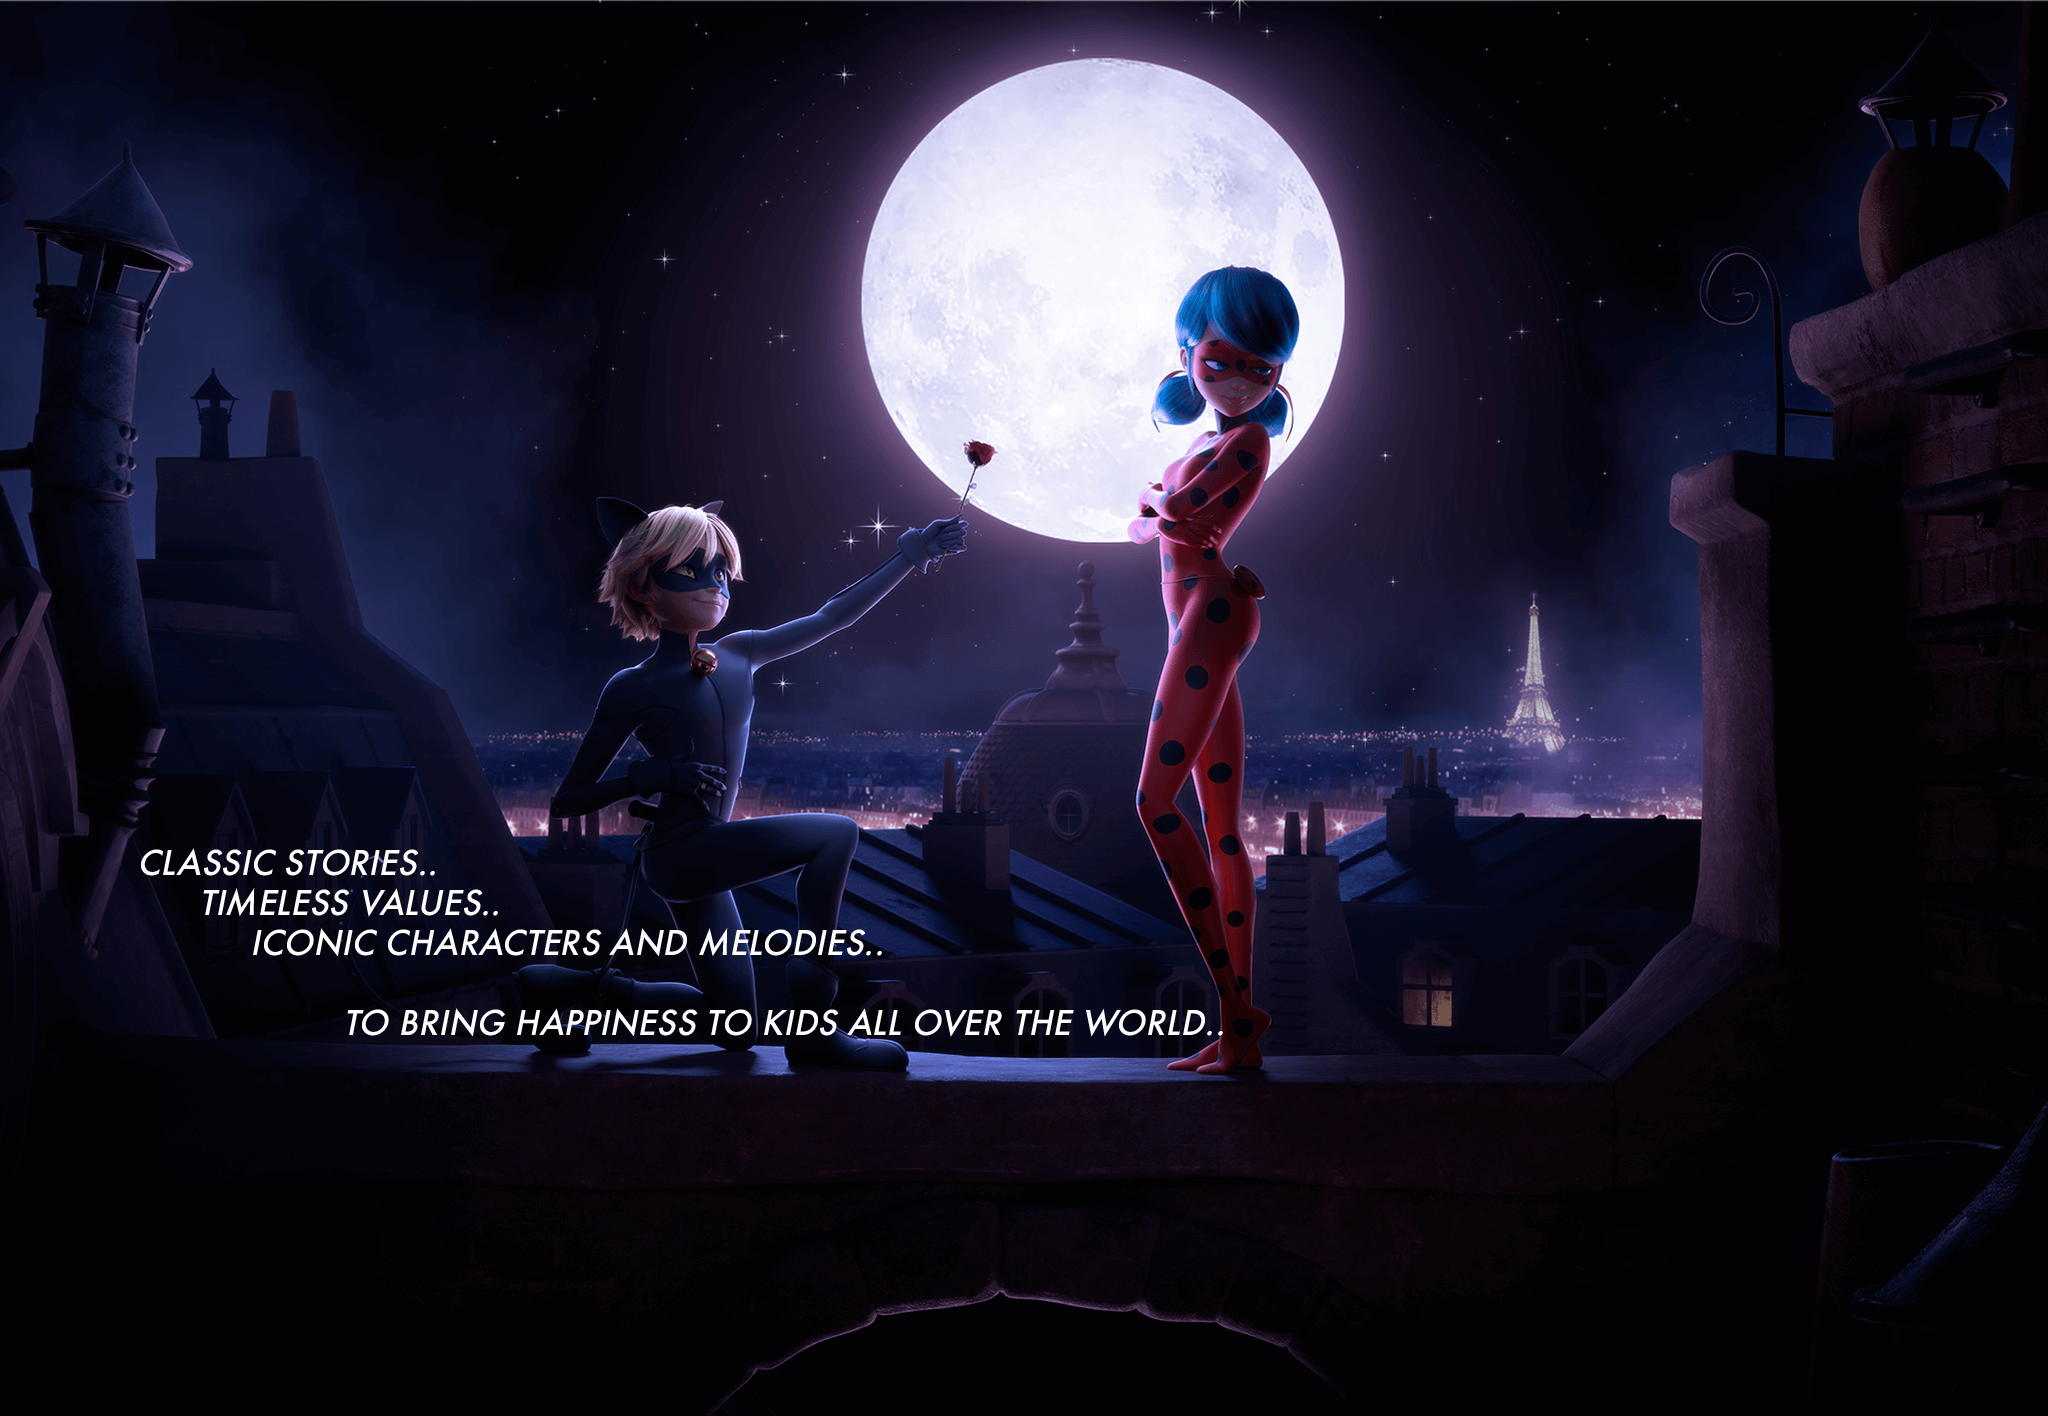 CLASSIC STORIES..
TIMELESS VALUES..
ICONIC CHARACTERS AND MELODIES..
TO BRING HAPPINESS TO KIDS ALL OVER THE WORLD..